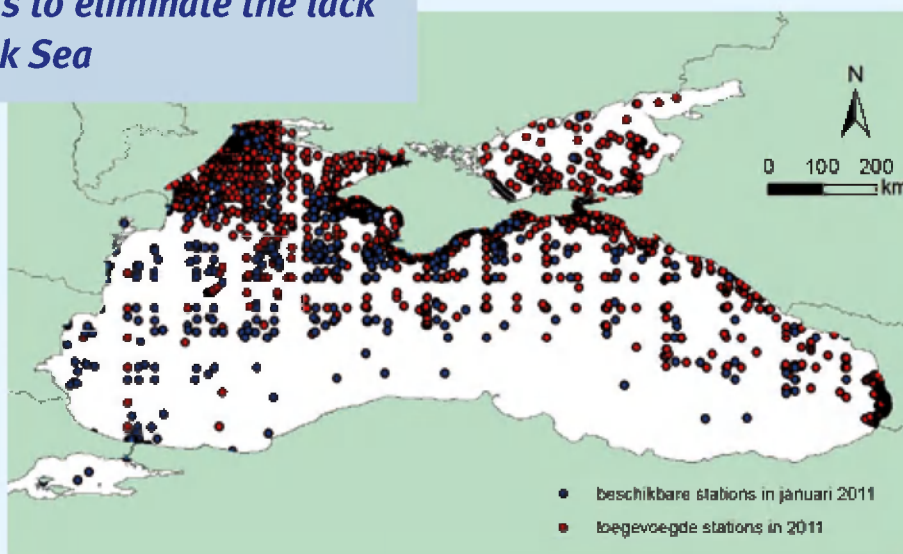 s to eliminate the lack
k Sea
N
0 100 200
km
beschikbare stations in januari 2011
toegevoegde stations in 2011